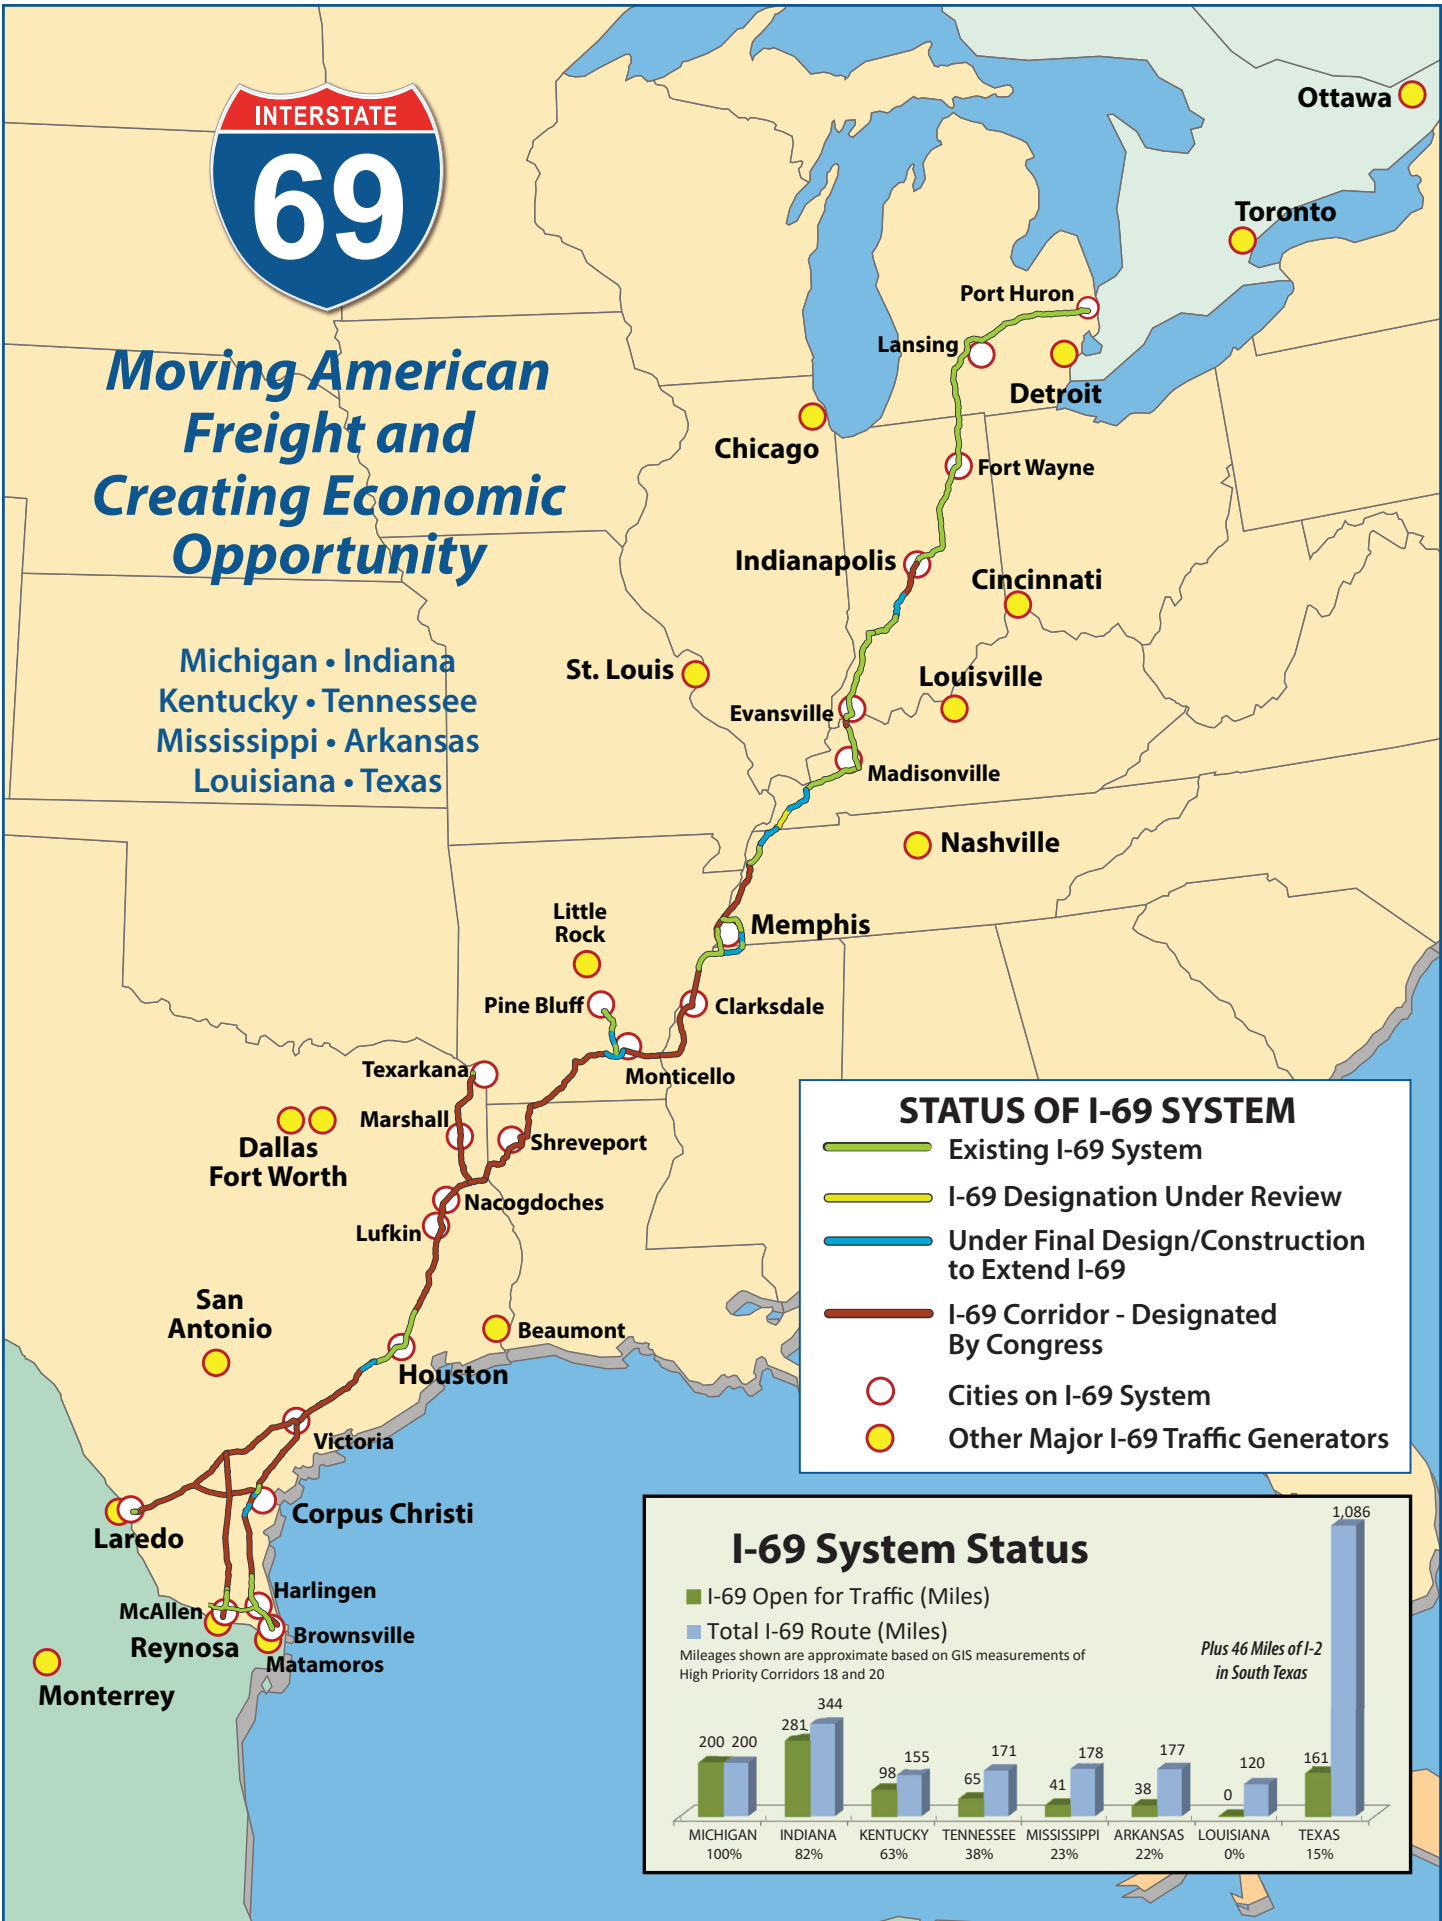 INTERSTATE
69
Moving American
Freight and
Creating Economic
Opportunity
Michigan • Indiana
Kentucky • Tennessee
Mississippi • Arkansas
Louisiana • Texas
Ottawa
Toronto
Port Huron
Lansing
Detroit
Chicago
Fort Wayne
Indianapolis
Cincinnati
St. Louis
Louisville
Evansville
Madisonville
Nashville
Little
Rock
Memphis
Pine Bluff
Clarksdale
Texarkana
Monticello
Marshall
Shreveport
Dallas
Fort Worth
Nacogdoches
Lufkin
San
Antonio
Beaumont
Houston
Victoria
Corpus Christi
Laredo
Harlingen
McAllen
Reynosa
Brownsville
Matamoros
Monterrey
STATUS OF I-69 SYSTEM
Existing I-69 System
I-69 Designation Under Review
Under Final Design/Construction
to Extend I-69
I-69 Corridor - Designated
By Congress
Cities on I-69 System
Other Major I-69 Traffic Generators
I-69 System Status
I-69 Open for Traffic (Miles)
Total I-69 Route (Miles)
Mileages shown are approximate based on GIS measurements of
High Priority Corridors 18 and 20
Plus 46 Miles of I-2
in South Texas
200 200 281 344 98 155 65 171 41 178 38 177 0 120 161 1,086
MICHIGAN INDIANA KENTUCKY TENNESSEE MISSISSIPPI ARKANSAS LOUISIANA TEXAS
100% 82% 63% 38% 23% 22% 0% 15%